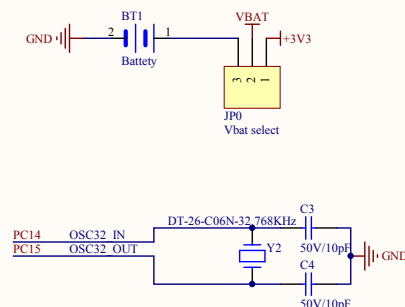 BT1
VBAT
GND
2
1
+3V3
Battety
3
2
1
JP0
Vbat select
DT-26-C06N-32.768KHz
C3
PC14
OSC32_IN
PC15
OSC32_OUT
Y2
50V/10pF
GND
C4
50V/10pF